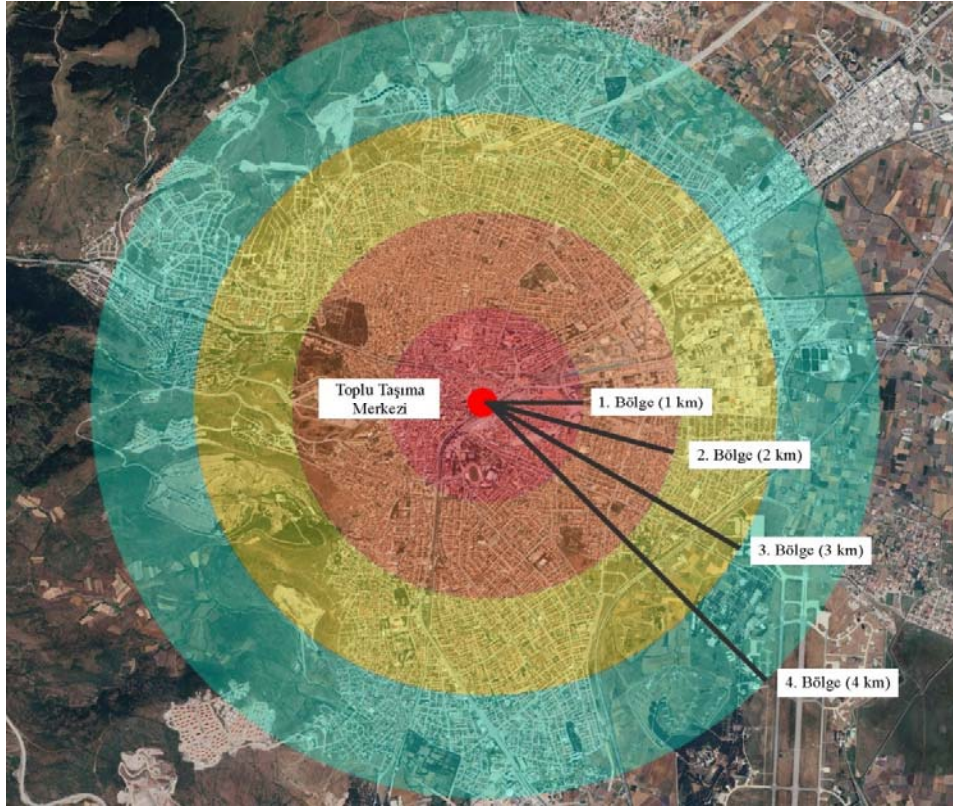 Toplu Taşıma
Merkezi
1. Bölge (1 km)
2. Bölge (2 km)
3. Bölge (3 km)
4. Bölge (4 km)